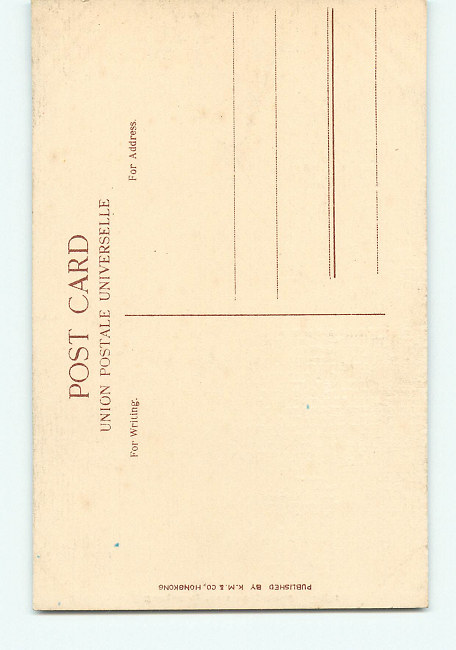 POST CARD
UNION POSTALE UNIVERSELLE
For Writing.
For Address.
PUBLISHED BY K.M. & CO., HONGKONG